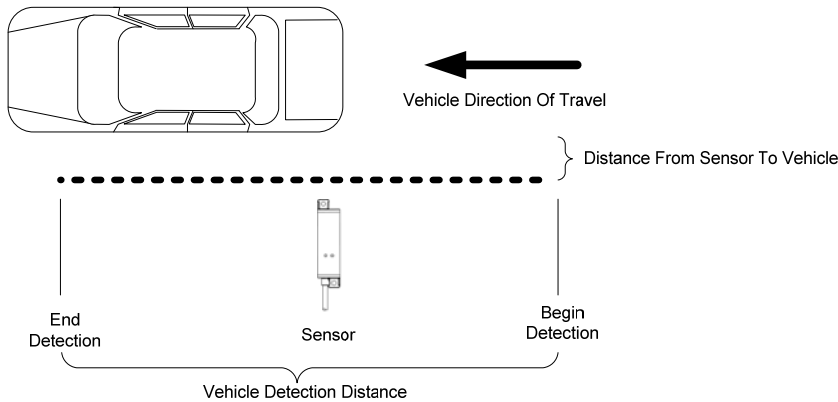 Vehicle Direction Of Travel
Distance From Sensor To Vehicle
End
Detection
Sensor
Begin
Detection
Vehicle Detection Distance